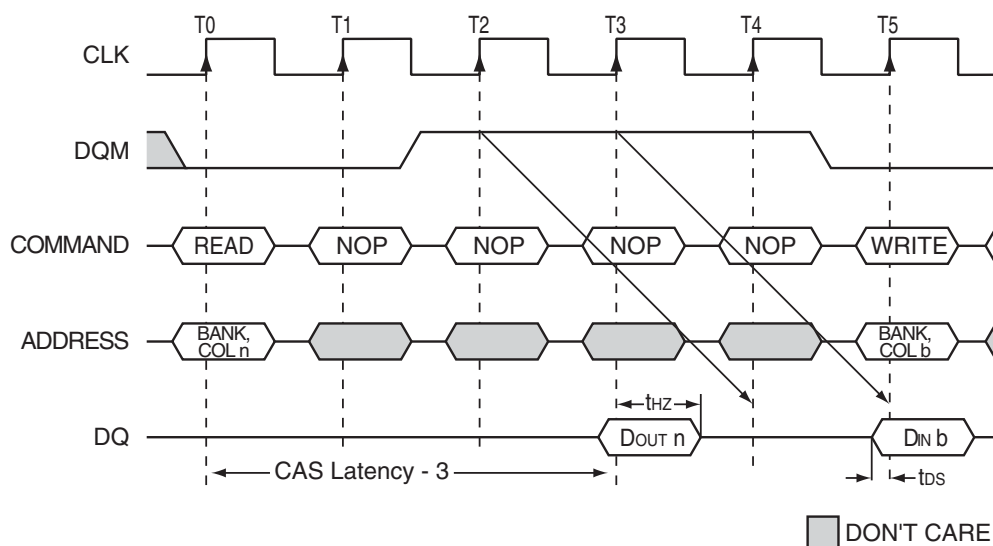 T0 T1 T2 T3 T4 T5
CLK
DQM
COMMAND READ NOP NOP NOP NOP WRITE
ADDRESS BANK, COL n BANK, COL b
tHZ
DQ DOUT n DIN b
CAS Latency - 3 tDS
DON'T CARE